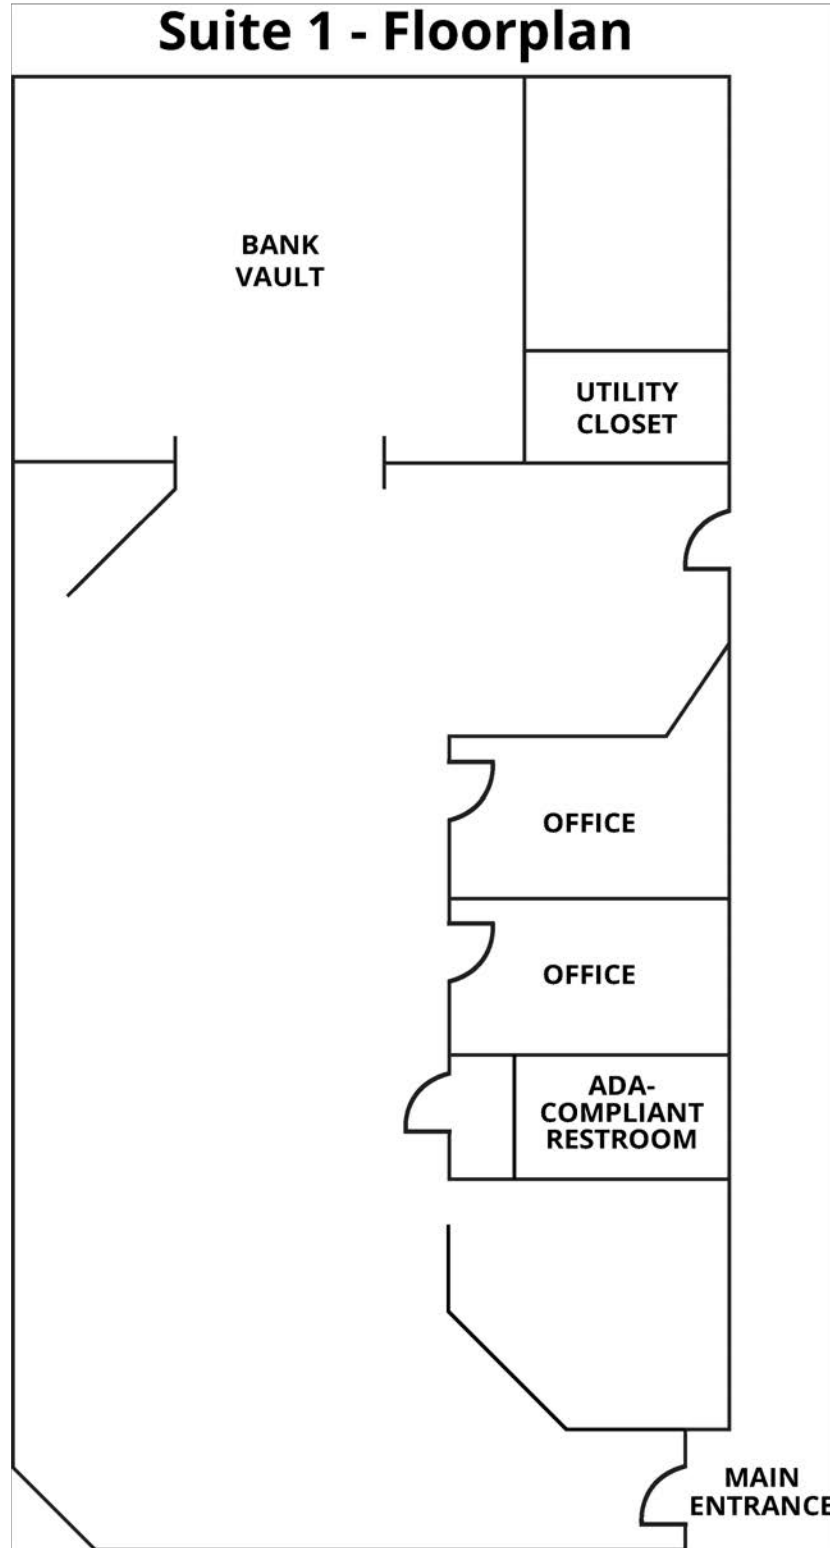 Suite 1 - Floorplan
BANK
VAULT
UTILITY
CLOSET
OFFICE
OFFICE
ADA-
COMPLIANT
RESTROOM
MAIN
ENTRANCE